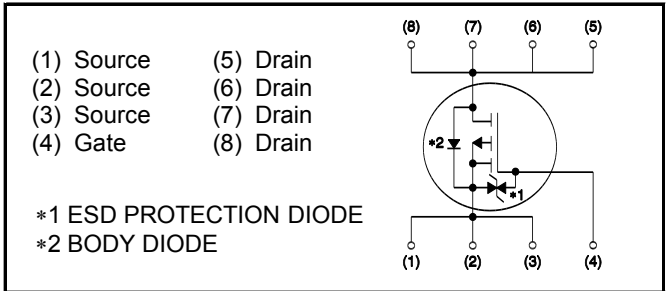 (1) Source (5) Drain
(2) Source (6) Drain
(3) Source (7) Drain
(4) Gate (8) Drain
∗1 ESD PROTECTION DIODE
∗2 BODY DIODE
(8) (7) (6) (5)
∗2
∗1
(1) (2) (3) (4)